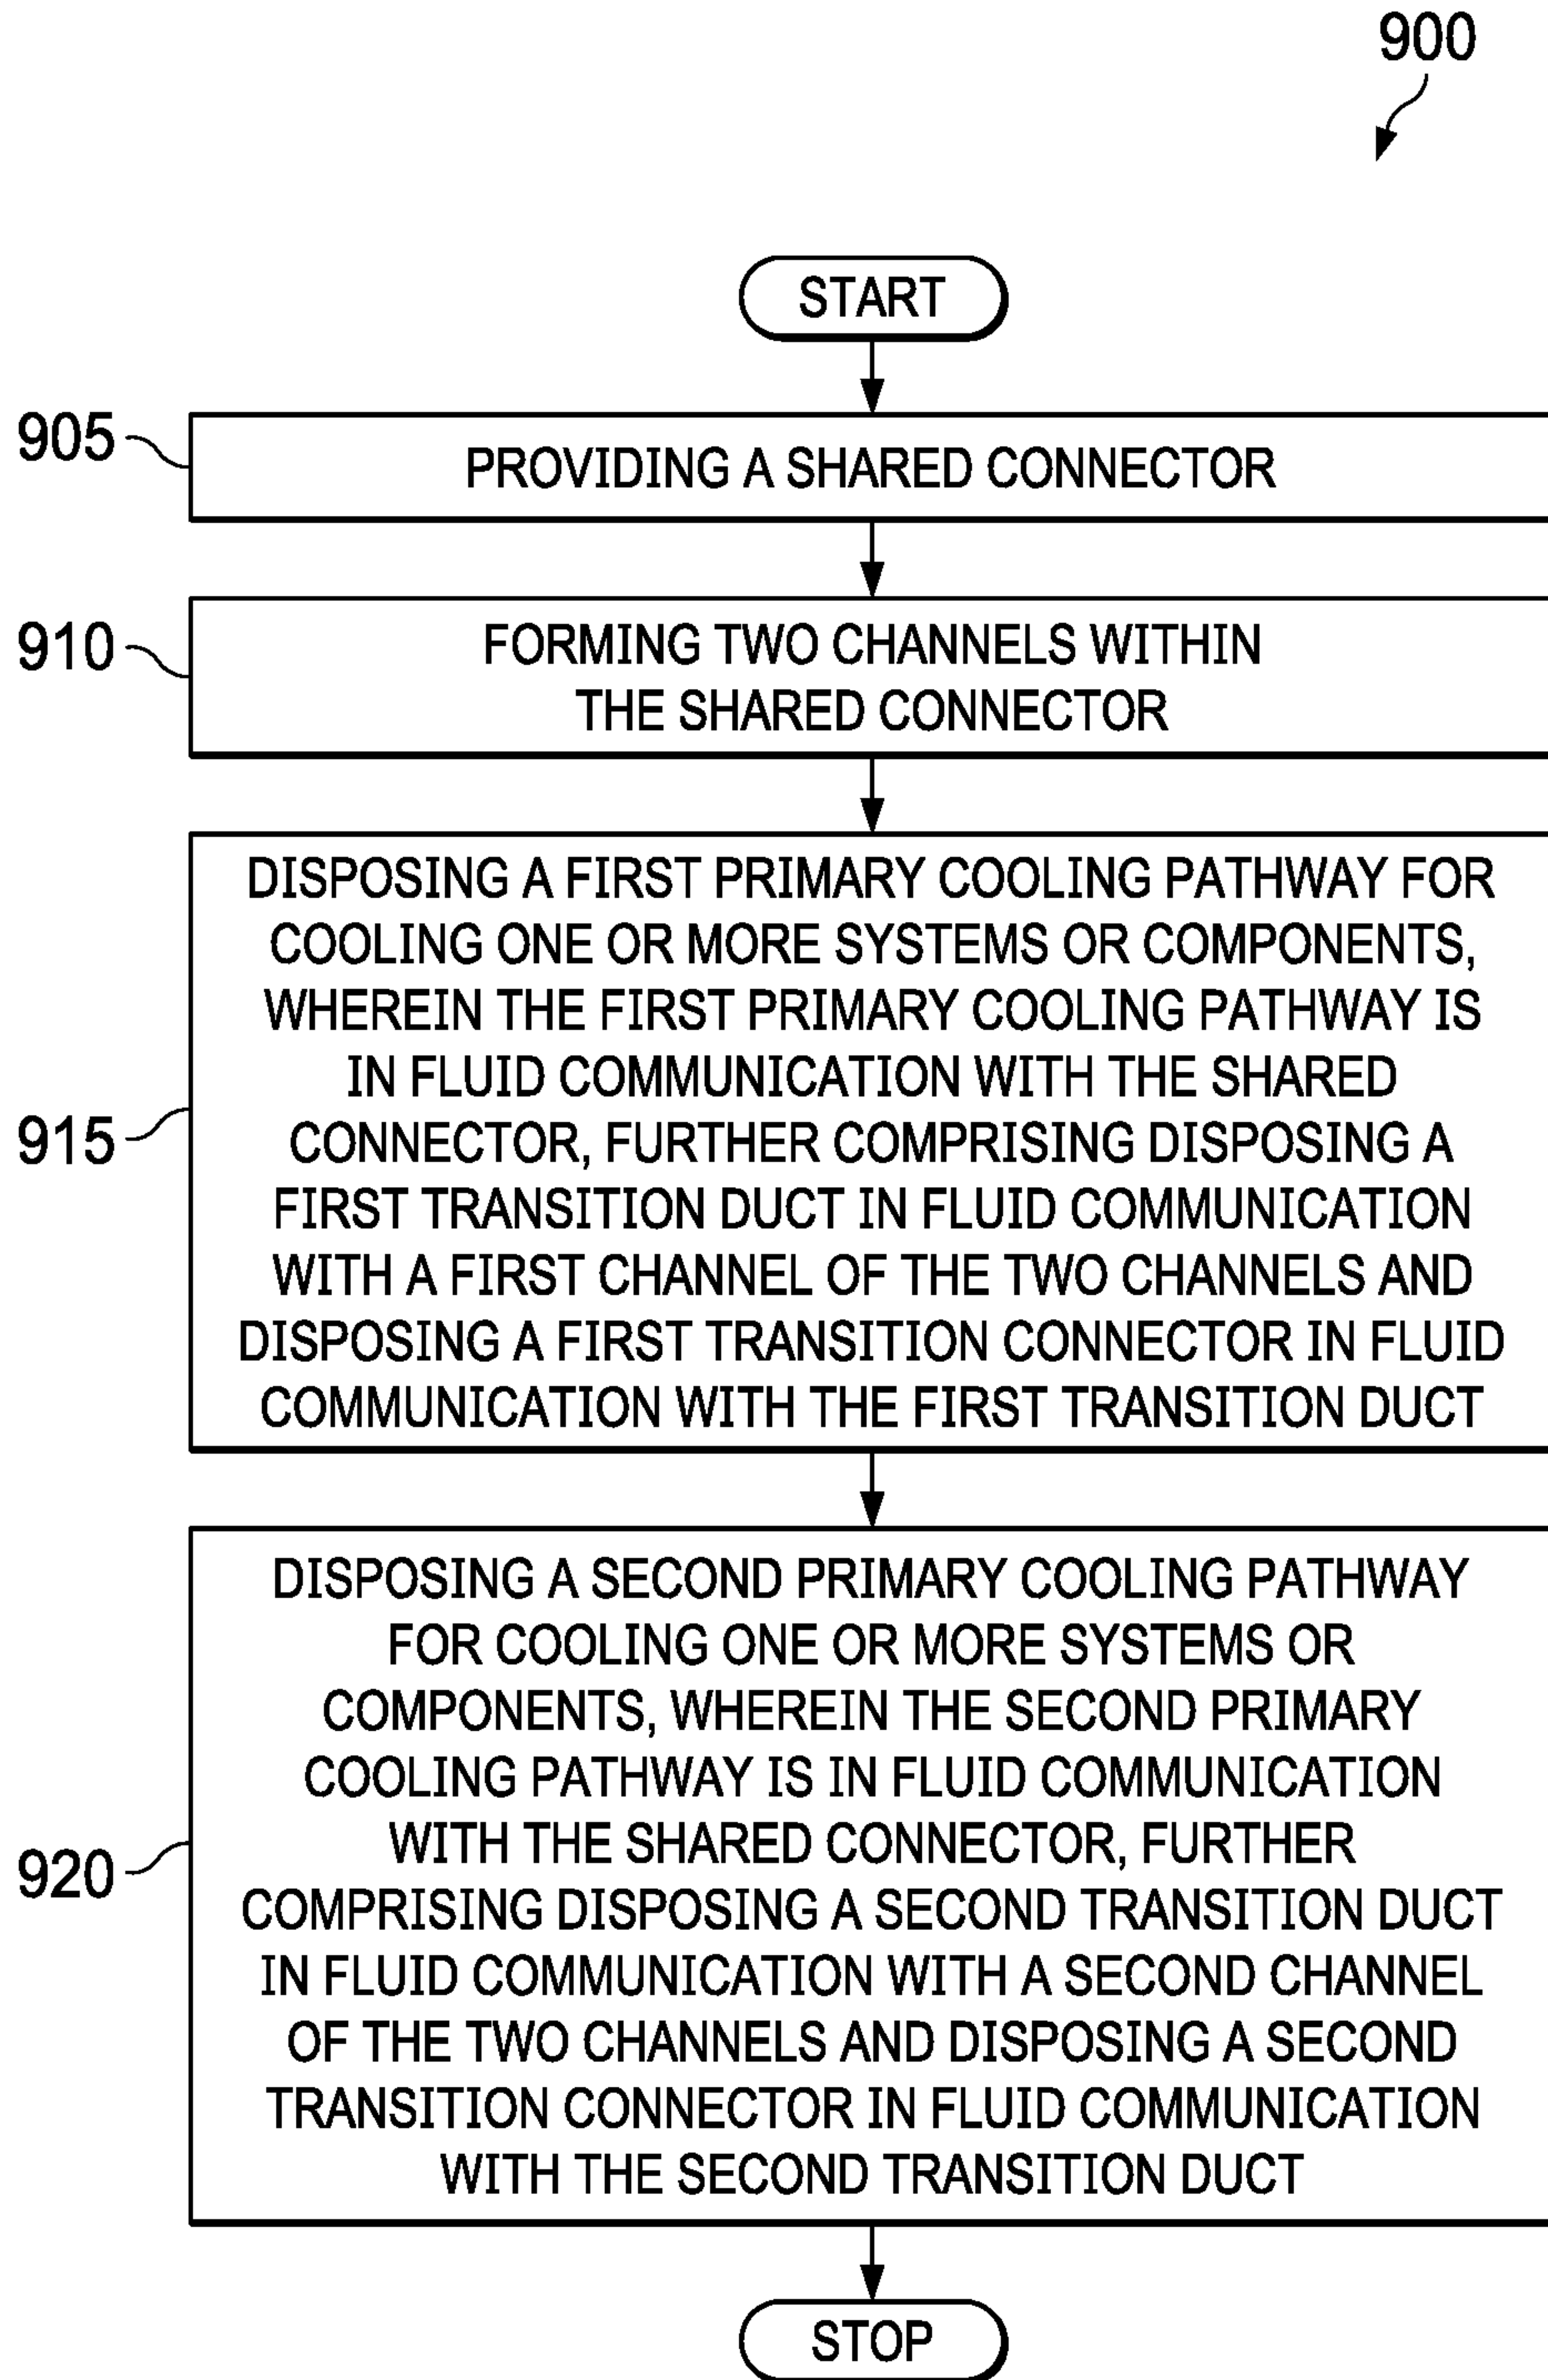 900
START
905
PROVIDING A SHARED CONNECTOR
910
FORMING TWO CHANNELS WITHIN
THE SHARED CONNECTOR
915
DISPOSING A FIRST PRIMARY COOLING PATHWAY FOR
COOLING ONE OR MORE SYSTEMS OR COMPONENTS,
WHEREIN THE FIRST PRIMARY COOLING PATHWAY IS
IN FLUID COMMUNICATION WITH THE SHARED
CONNECTOR, FURTHER COMPRISING DISPOSING A
FIRST TRANSITION DUCT IN FLUID COMMUNICATION
WITH A FIRST CHANNEL OF THE TWO CHANNELS AND
DISPOSING A FIRST TRANSITION CONNECTOR IN FLUID
COMMUNICATION WITH THE FIRST TRANSITION DUCT
920
DISPOSING A SECOND PRIMARY COOLING PATHWAY
FOR COOLING ONE OR MORE SYSTEMS OR
COMPONENTS, WHEREIN THE SECOND PRIMARY
COOLING PATHWAY IS IN FLUID COMMUNICATION
WITH THE SHARED CONNECTOR, FURTHER
COMPRISING DISPOSING A SECOND TRANSITION DUCT
IN FLUID COMMUNICATION WITH A SECOND CHANNEL
OF THE TWO CHANNELS AND DISPOSING A SECOND
TRANSITION CONNECTOR IN FLUID COMMUNICATION
WITH THE SECOND TRANSITION DUCT
STOP